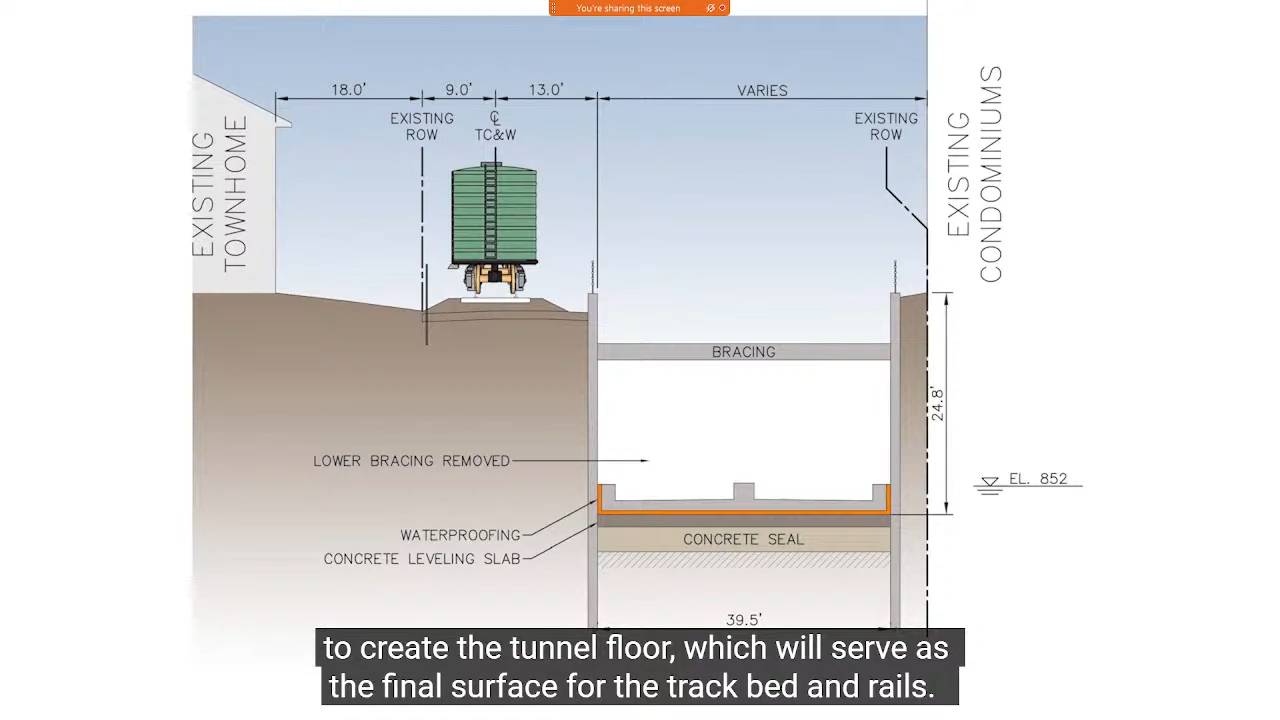 You're sharing this screen
18.0'
9.0'
13.0'
VARIES
EXISTING
ROW
℄
TC&W
EXISTING
ROW
EXISTING
TOWNHOME
EXISTING
CONDOMINIUMS
BRACING
24.8'
LOWER BRACING REMOVED
EL. 852
WATERPROOFING
CONCRETE SEAL
CONCRETE LEVELING SLAB
39.5'
to create the tunnel floor, which will serve as
the final surface for the track bed and rails.